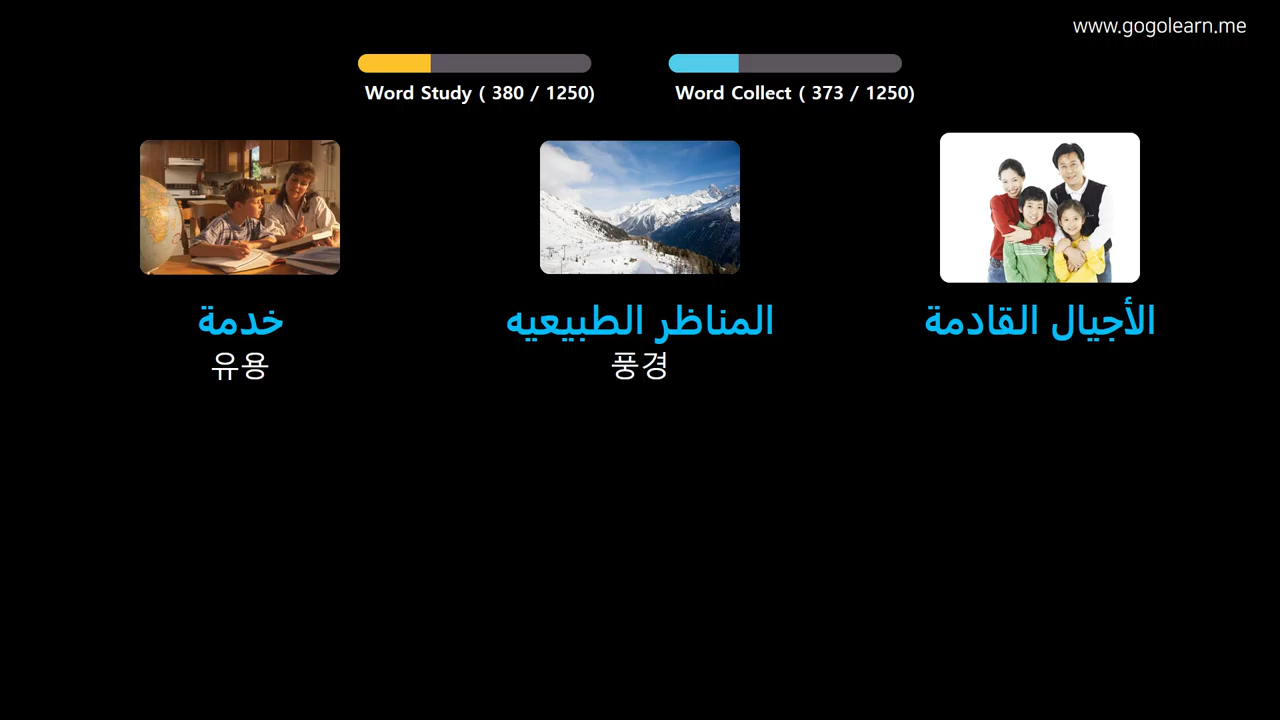 www.gogolearn.me
Word Study ( 380 / 1250)
Word Collect ( 373 / 1250)
خدمة
유용
المناظر الطبيعيه
풍경
الأجيال القادمة